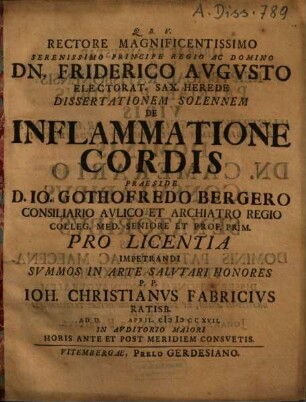 A. Diss. 789
Q. B. V.
RECTORE MAGNIFICENTISSIMO
SERENISSIMO PRINCIPE REGIO AC DOMINO
DN. FRIDERICO AVGVSTO
ELECTORAT. SAX. HEREDE
DISSERTATIONEM SOLENNEM
DE
INFLAMMATIONE
CORDIS
PRAESIDE
D. IO. GOTHOFREDO BERGERO
CONSILIARIO AVLICO ET ARCHIATRO REGIO
COLLEG. MED. SENIORE ET PROF. PRIM.
PRO LICENTIA
IMPETRANDI
SVMMOS IN ARTE SALVTARI HONORES
P. P.
IOH. CHRISTIANVS FABRICIVS
RATISB.
AD D. APRIL. CIƆ IƆ CC XVII.
IN AVDITORIO MAIORI
HORIS ANTE ET POST MERIDIEM CONSVETIS.
VITEMBERGAE, PRELO GERDESIANO.